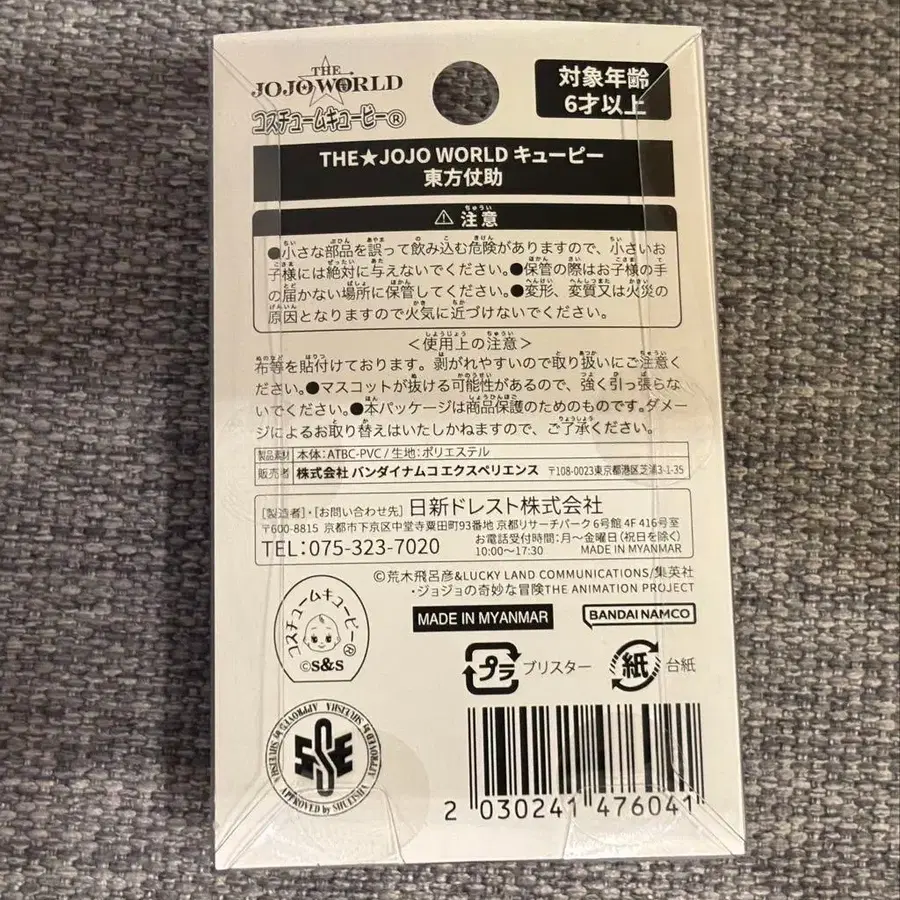 THE
JOJO WORLD
コスチュームキューピー®
対象年齢
6才以上
THE★JOJO WORLD キューピー
東方仗助
⚠注意
●小さな部品を誤って飲み込む危険がありますので、小さいお
子様には絶対に与えないでください。●保管の際はお子様の手
の届かない場所に保管してください。●変形、変質又は火災の
原因となりますので火気に近づけないでください。
＜使用上の注意＞
布等を貼付けております。剥がれやすいので取り扱いにご注意く
ださい。●マスコットが抜ける可能性があるので、強く引っ張らな
いでください。●本パッケージは商品保護のためのものです。ダメー
ジによるお取り替えはいたしかねますので、ご了承ください。
製品素材 本体：ATBC-PVC / 生地：ポリエステル
販売者 株式会社 バンダイナムコ エクスペリエンス 〒108-0023東京都港区芝浦3-1-35
［製造者］・［お問い合わせ先］日新ドレスト株式会社
〒600-8815 京都市下京区中堂寺粟田町93番地 京都リサーチパーク6号館 4F 416号室
TEL：075-323-7020 お電話受付時間：月〜金曜日（祝日を除く）
10:00〜17:30 MADE IN MYANMAR
©荒木飛呂彦&LUCKY LAND COMMUNICATIONS/集英社
・ジョジョの奇妙な冒険THE ANIMATION PROJECT
コスチュームキューピー®
©S&S
MADE IN MYANMAR
BANDAI NAMCO
プラ ブリスター
紙 台紙
APPROVED by SHUEISHA
2 030241 476041